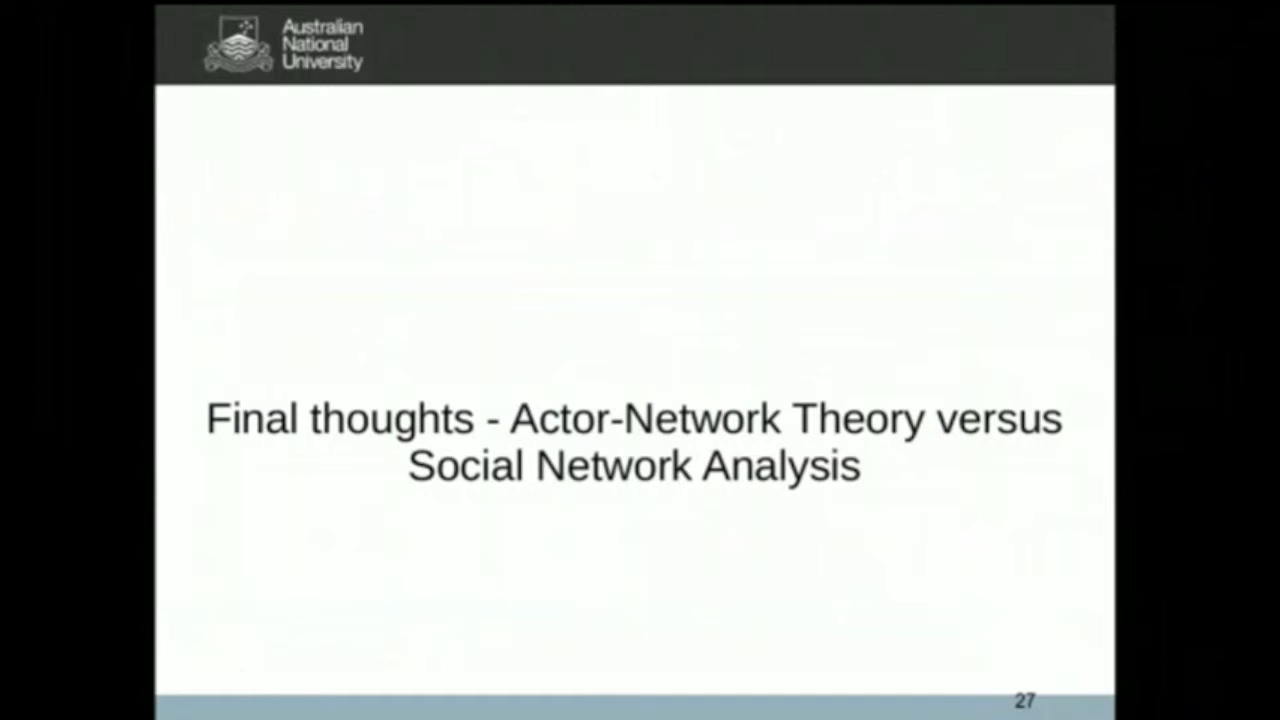 Australian
National
University
Final thoughts - Actor-Network Theory versus
Social Network Analysis
27